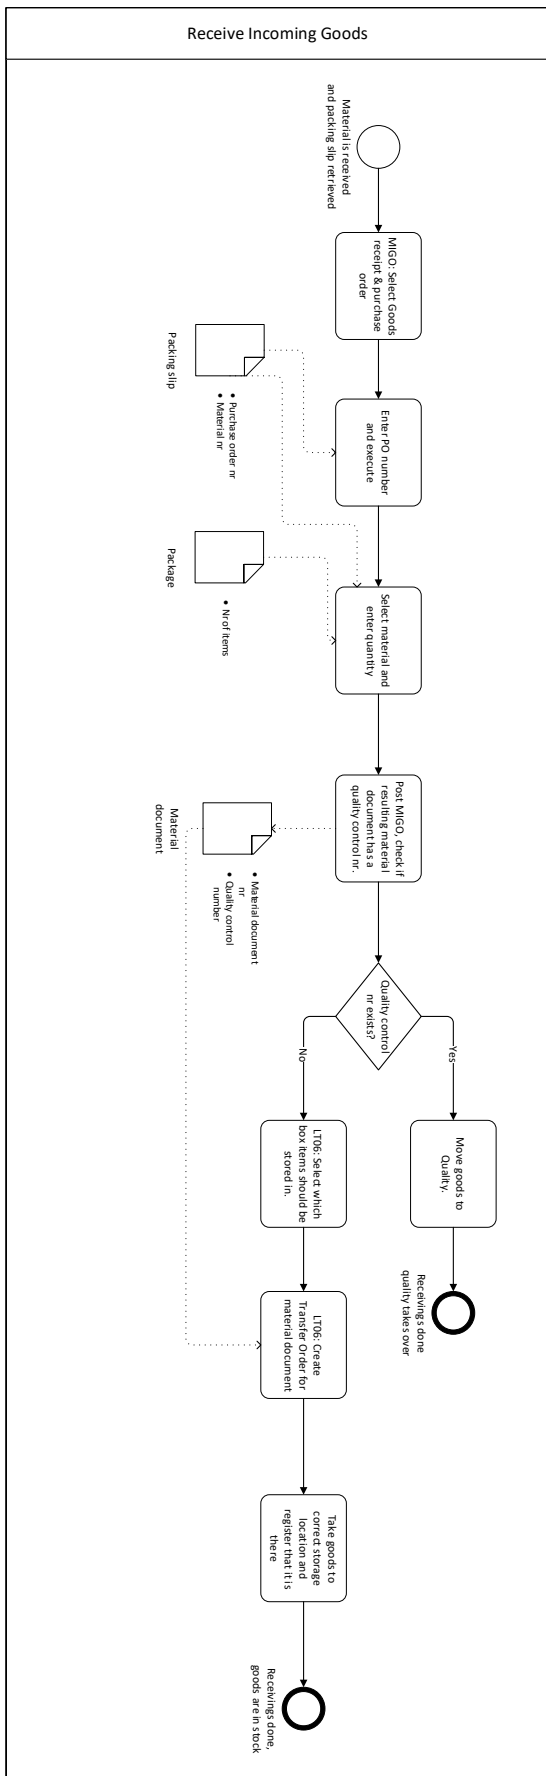 Receive Incoming Goods
Material is received
and packing slip retrieved
MIGO: Select Goods
receipt & purchase
order
Enter PO number
and execute
Packing slip
• Purchase order nr
• Material nr
Select material and
enter quantity
Package
• Nr of items
Post MIGO, check if
resulting material
document has a
quality control nr.
Material
document
• Material document
nr
• Quality control
number
Quality control
nr exists?
Yes
No
Move goods to
Quality.
Receivings done
quality takes over
LT06: Select which
box items should be
stored in.
LT06: Create
Transfer Order for
material document
Take goods to
correct storage
location and
register that it is
there
Receivings done,
goods are in stock